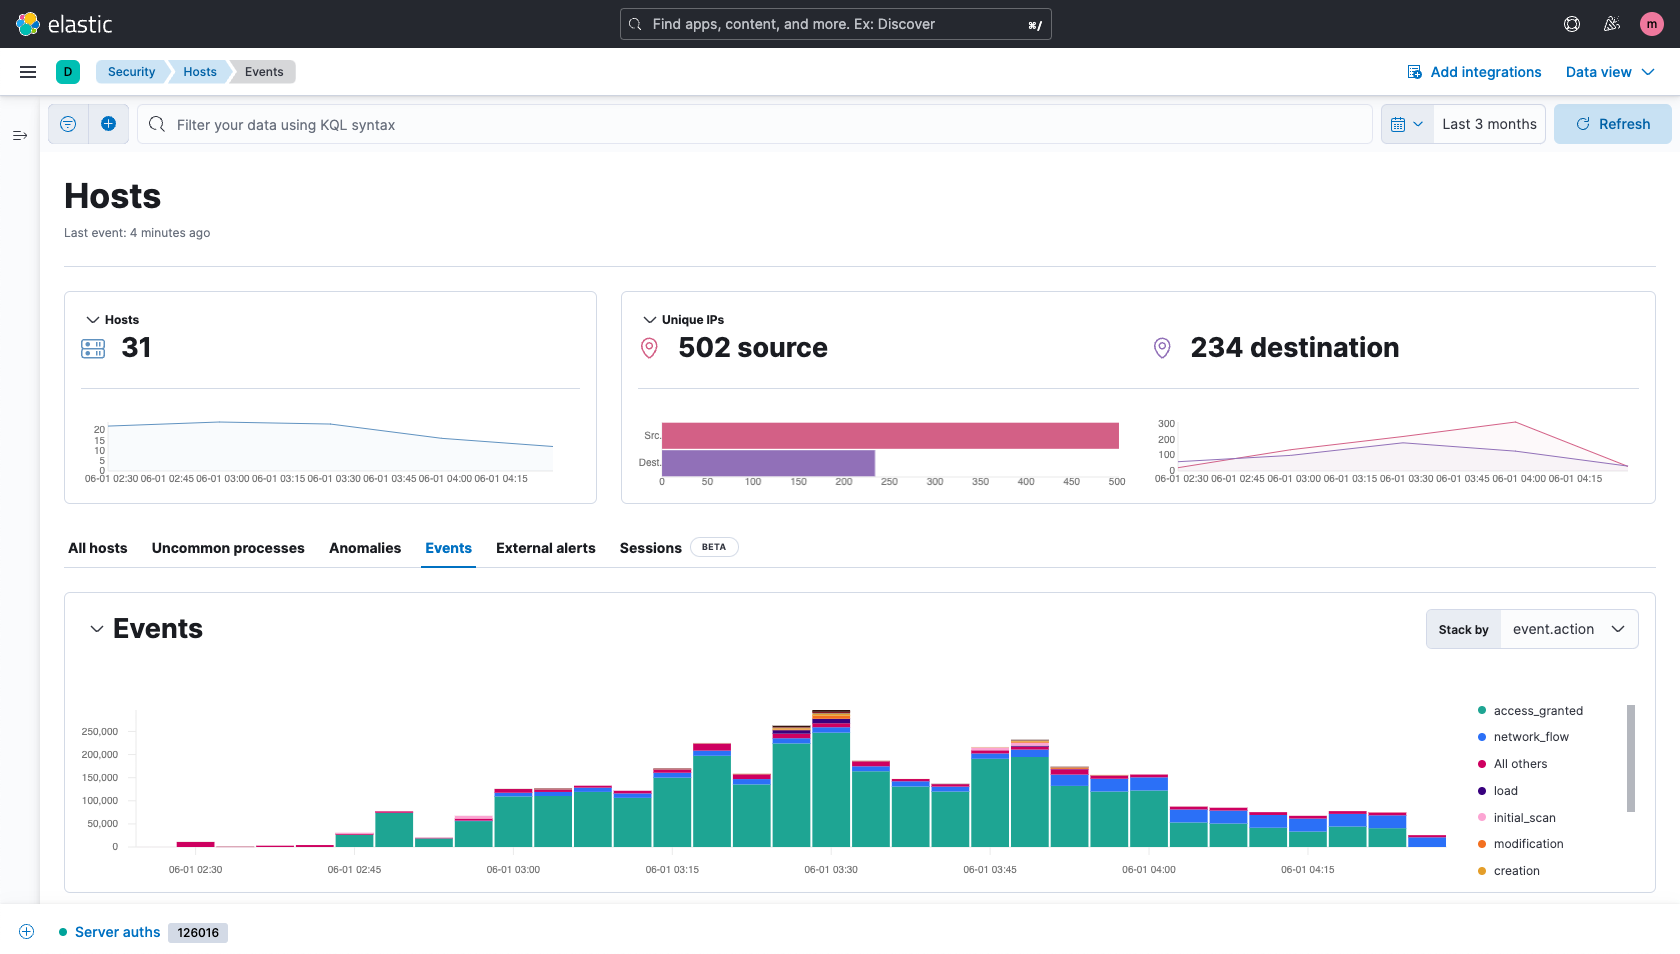 elastic
Find apps, content, and more. Ex: Discover
⌘/
m
D
Security
Hosts
Events
Add integrations
Data view
Filter your data using KQL syntax
Last 3 months
Refresh
Hosts
Last event: 4 minutes ago
Hosts
31
20
15
10
5
0
06-01 02:30 06-01 02:45 06-01 03:00 06-01 03:15 06-01 03:30 06-01 03:45 06-01 04:00 06-01 04:15
Unique IPs
502 source
234 destination
Src.
Dest.
0 50 100 150 200 250 300 350 400 450 500
300
200
100
0
06-01 02:30 06-01 02:45 06-01 03:00 06-01 03:15 06-01 03:30 06-01 03:45 06-01 04:00 06-01 04:15
All hosts
Uncommon processes
Anomalies
Events
External alerts
Sessions
BETA
Events
Stack by
event.action
250,000
200,000
150,000
100,000
50,000
0
06-01 02:30 06-01 02:45 06-01 03:00 06-01 03:15 06-01 03:30 06-01 03:45 06-01 04:00 06-01 04:15
access_granted
network_flow
All others
load
initial_scan
modification
creation
Server auths
126016